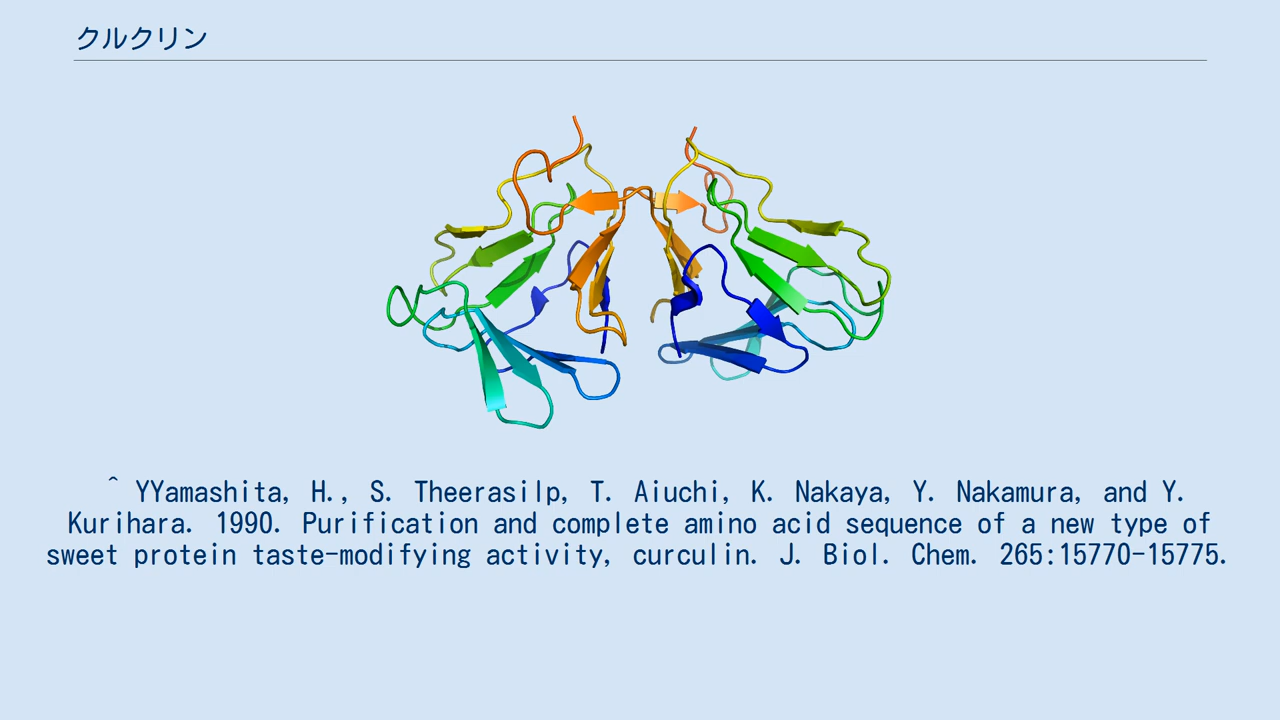 クルクリン
^ YYamashita, H., S. Theerasilp, T. Aiuchi, K. Nakaya, Y. Nakamura, and Y.
Kurihara. 1990. Purification and complete amino acid sequence of a new type of
sweet protein taste-modifying activity, curculin. J. Biol. Chem. 265:15770-15775.